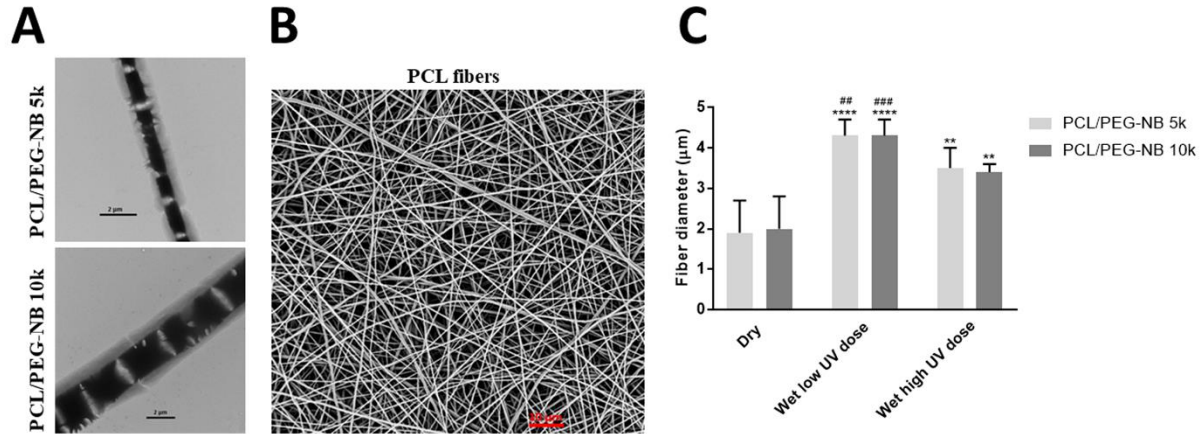 A
PCL/PEG-NB 5k
2 µm
PCL/PEG-NB 10k
2 µm
B
PCL fibers
C
Fiber diameter (µm)
5
4
3
2
1
0
##
****
###
****
**
**
Dry
Wet low UV dose
Wet high UV dose
PCL/PEG-NB 5k
PCL/PEG-NB 10k